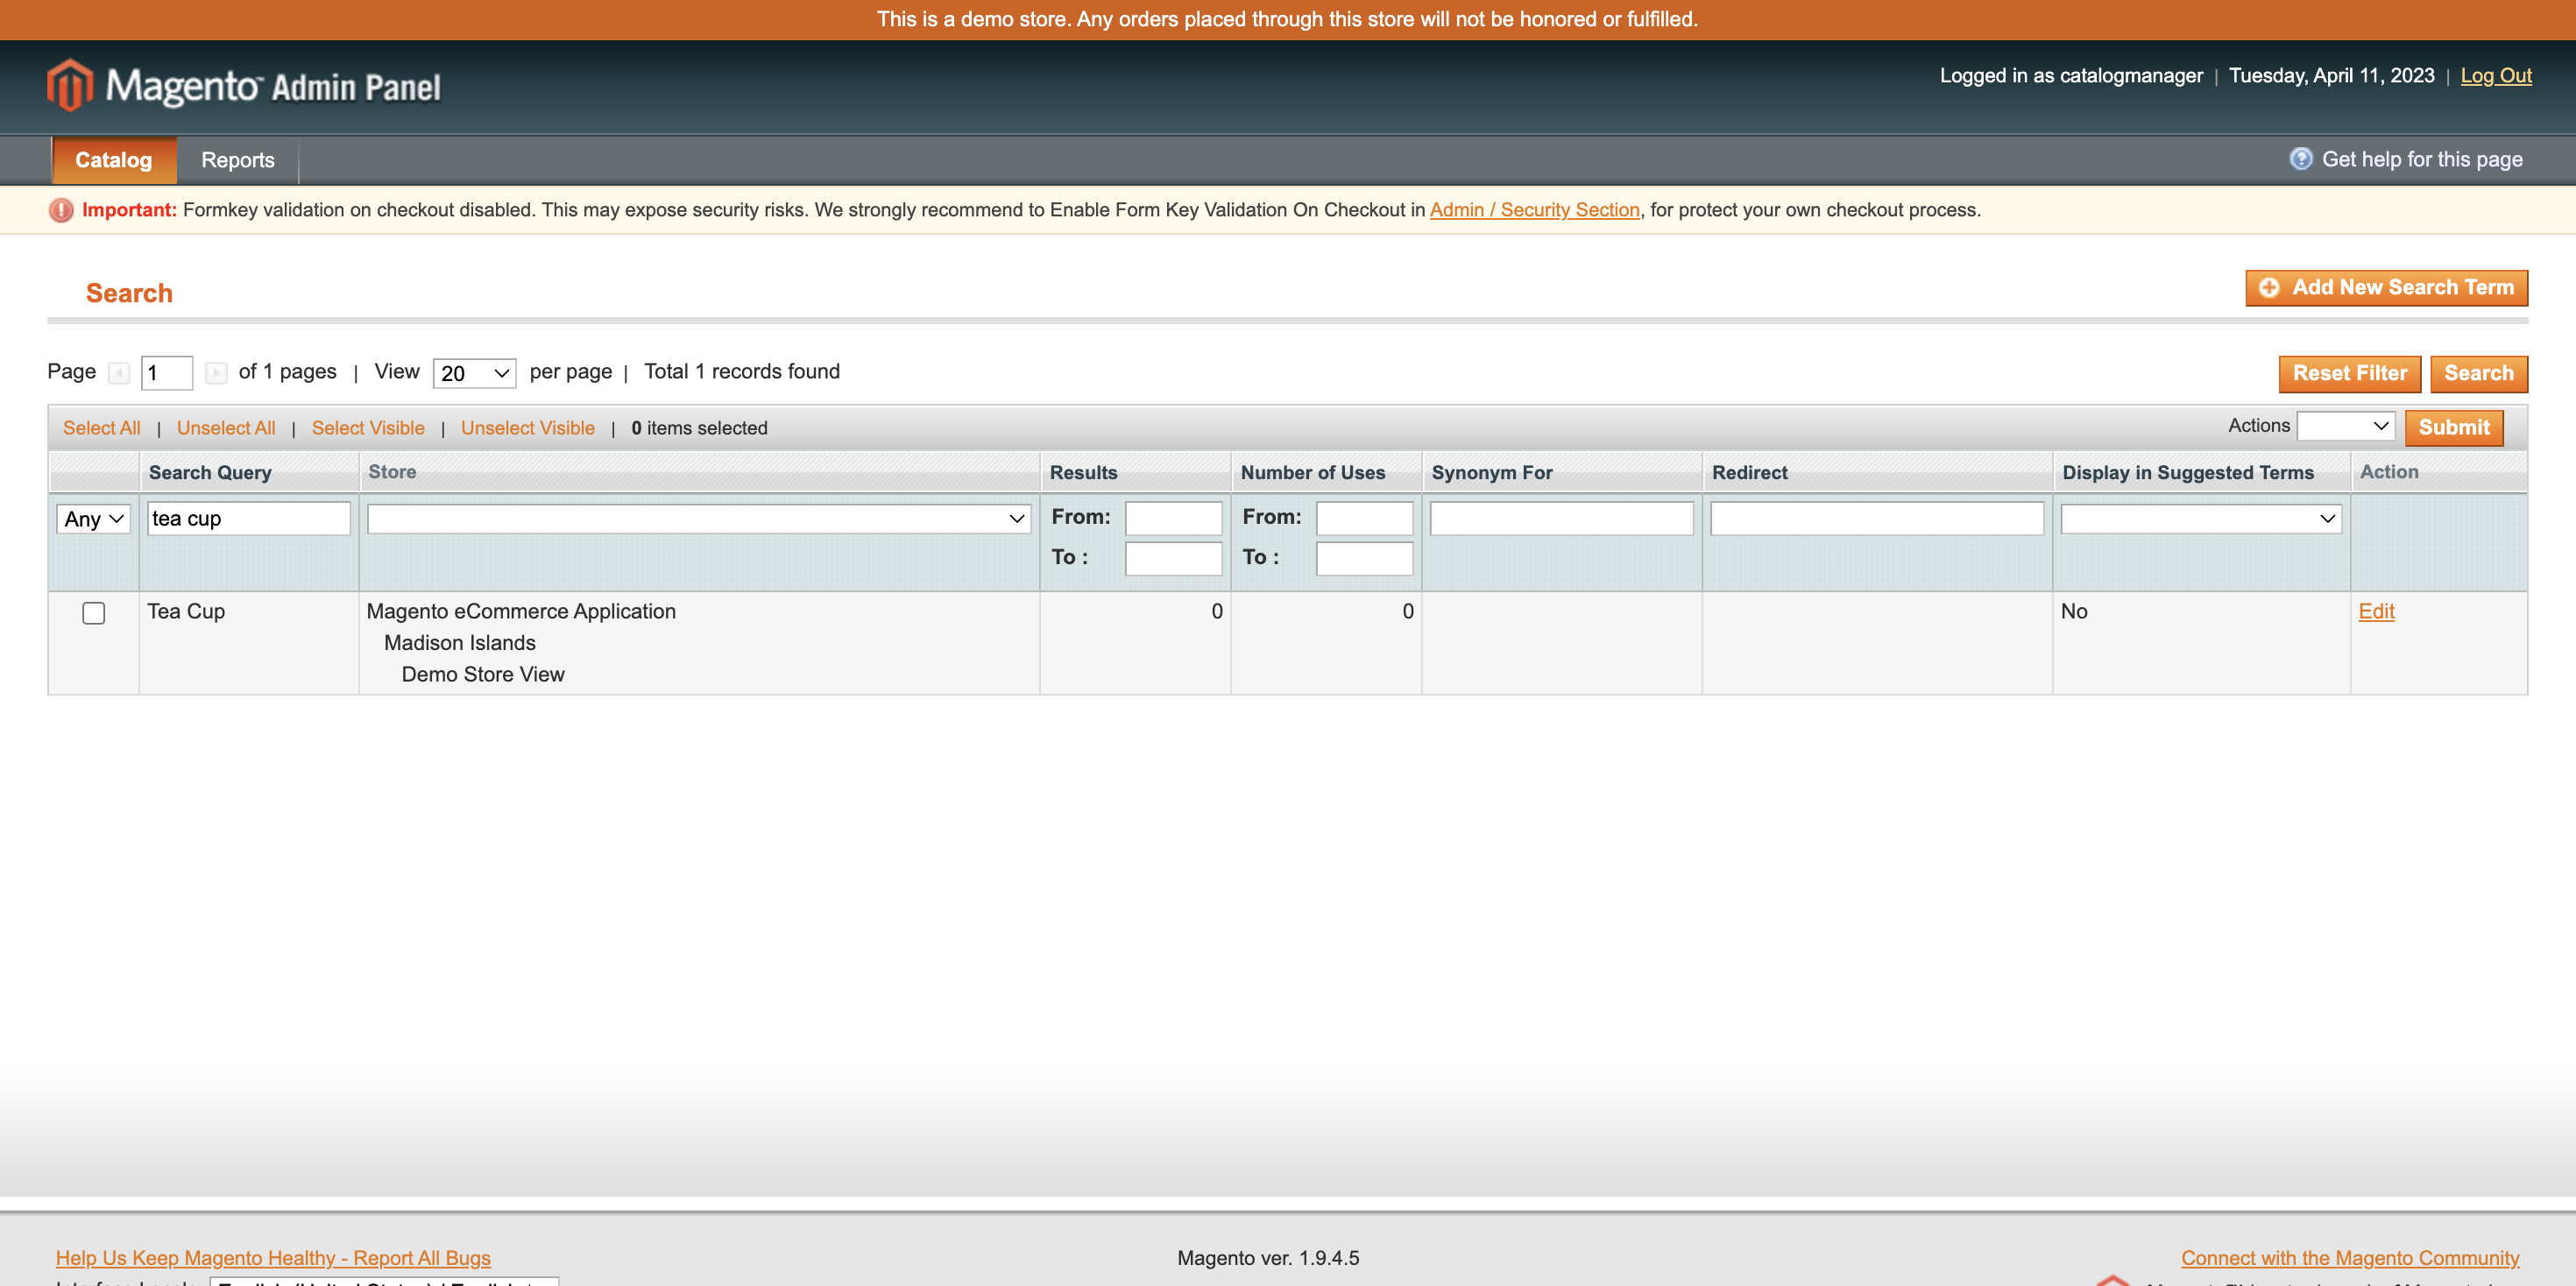 This is a demo store. Any orders placed through this store will not be honored or fulfilled.
Magento™ Admin Panel
Logged in as catalogmanager | Tuesday, April 11, 2023 | Log Out
Catalog Reports Get help for this page
Important: Formkey validation on checkout disabled. This may expose security risks. We strongly recommend to Enable Form Key Validation On Checkout in Admin / Security Section, for protect your own checkout process.
Search Add New Search Term
Page 1 of 1 pages | View 20 per page | Total 1 records found Reset Filter Search
Select All | Unselect All | Select Visible | Unselect Visible | 0 items selected Actions Submit
Search Query Store Results Number of Uses Synonym For Redirect Display in Suggested Terms Action
Any tea cup From: From:
To : To :
Tea Cup Magento eCommerce Application 0 0 No Edit
Madison Islands
Demo Store View
Help Us Keep Magento Healthy - Report All Bugs Magento ver. 1.9.4.5 Connect with the Magento Community